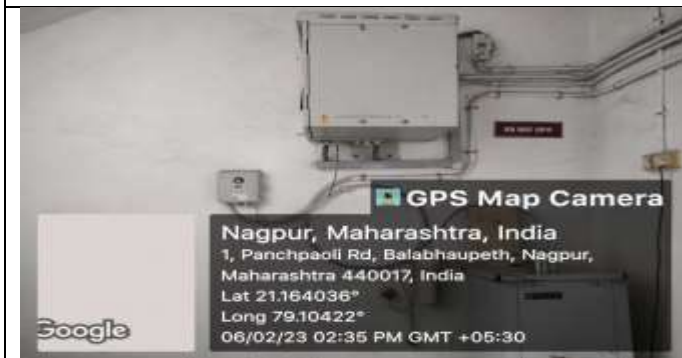 GPS Map Camera
Nagpur, Maharashtra, India
1, Panchpaoli Rd, Balabhaupeth, Nagpur,
Maharashtra 440017, India
Lat 21.164036°
Long 79.10422°
06/02/23 02:35 PM GMT +05:30
Google